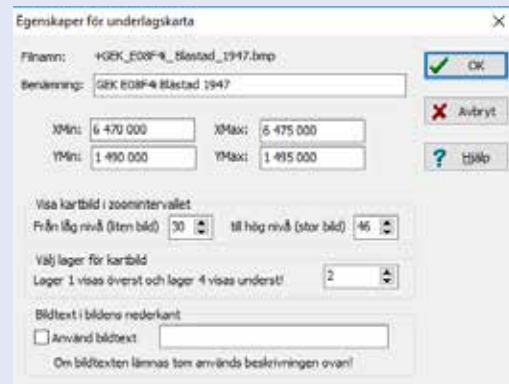 Egenskaper för underlagskarta
Filnamn: +GEK_E08F4i_Blastad_1947.bmp
OK
Benämning: GEK E08F4i Blastad 1947
Avbryt
XMin: 6 470 000 XMax: 6 475 000
YMin: 1 490 000 YMax: 1 495 000
Hjälp
Visa kartbild i zoomintervallet
Från låg nivå (liten bild) 30 till hög nivå (stor bild) 46
Välj lager för kartbild
Lager 1 visas överst och lager 4 visas underst! 2
Bildtext i bildens nederkant
Använd bildtext
Om bildtexten lämnas tom används beskrivningen ovan!